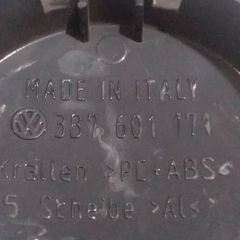 MADE IN ITALY
3B7 601 171
Krallen >PC+ABS<
5 Scheibe >Al<